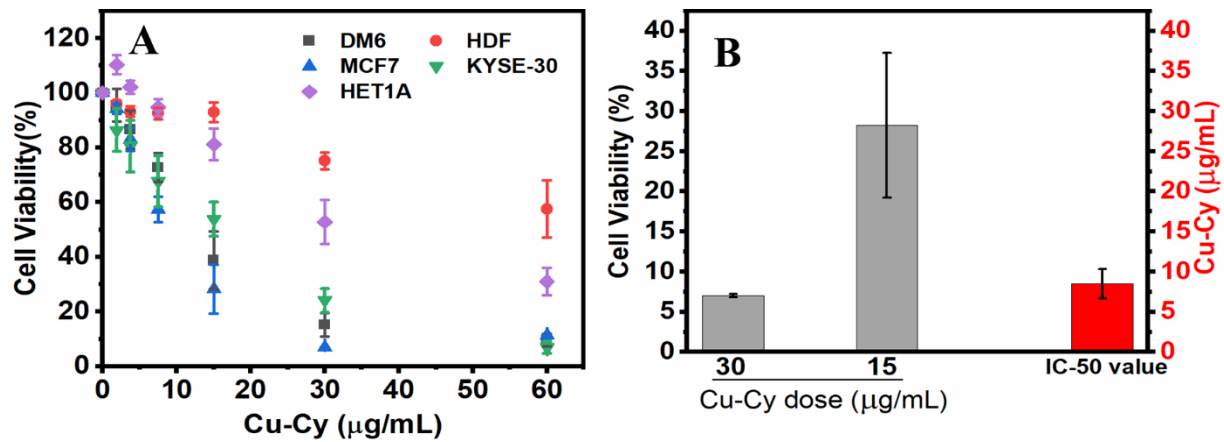 A
120
100
80
60
40
20
0
Cell Viability(%)
DM6
HDF
MCF7
KYSE-30
HET1A
0
10
20
30
40
50
60
Cu-Cy (μg/mL)
B
40
35
30
25
20
15
10
5
0
Cell Viability (%)
30
15
IC-50 value
Cu-Cy dose (μg/mL)
40
35
30
25
20
15
10
5
0
Cu-Cy (μg/mL)